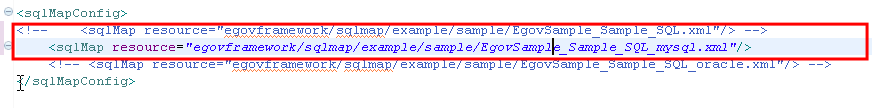 <sqlMapConfig>
<!--    <sqlMap resource="egovframework/sqlmap/example/sample/EgovSample_Sample_SQL.xml"/> -->
    <sqlMap resource="egovframework/sqlmap/example/sample/EgovSample_Sample_SQL_mysql.xml"/>
    <!-- <sqlMap resource="egovframework/sqlmap/example/sample/EgovSample_Sample_SQL_oracle.xml"/> -->
</sqlMapConfig>